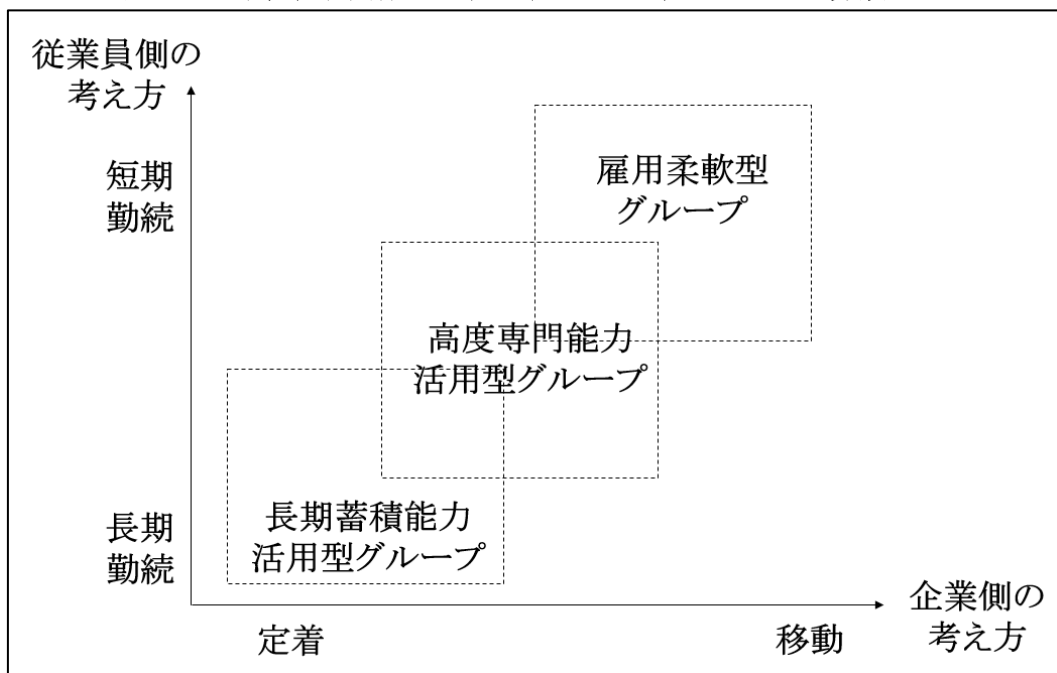 従業員側の
考え方
短期
勤続
雇用柔軟型
グループ
高度専門能力
活用型グループ
長期蓄積能力
活用型グループ
長期
勤続
定着
移動
企業側の
考え方